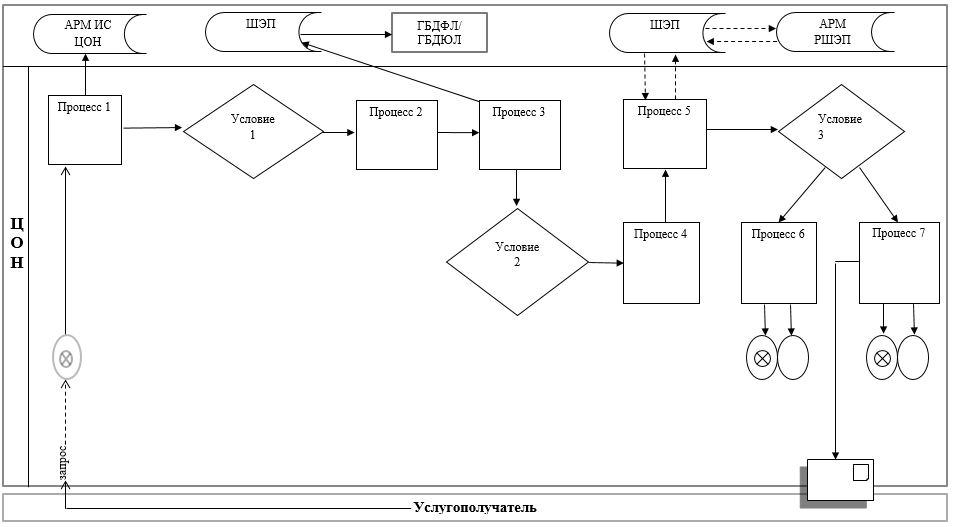 АРМ ИС
ЦОН
ШЭП
ГБДФЛ/
ГБДЮЛ
ШЭП
АРМ
РШЭП
Процесс 1
Условие
1
Процесс 2
Процесс 3
Процесс 5
Условие
3
Ц
О
Н
Условие
2
Процесс 4
Процесс 6
Процесс 7
запрос
Услугополучатель